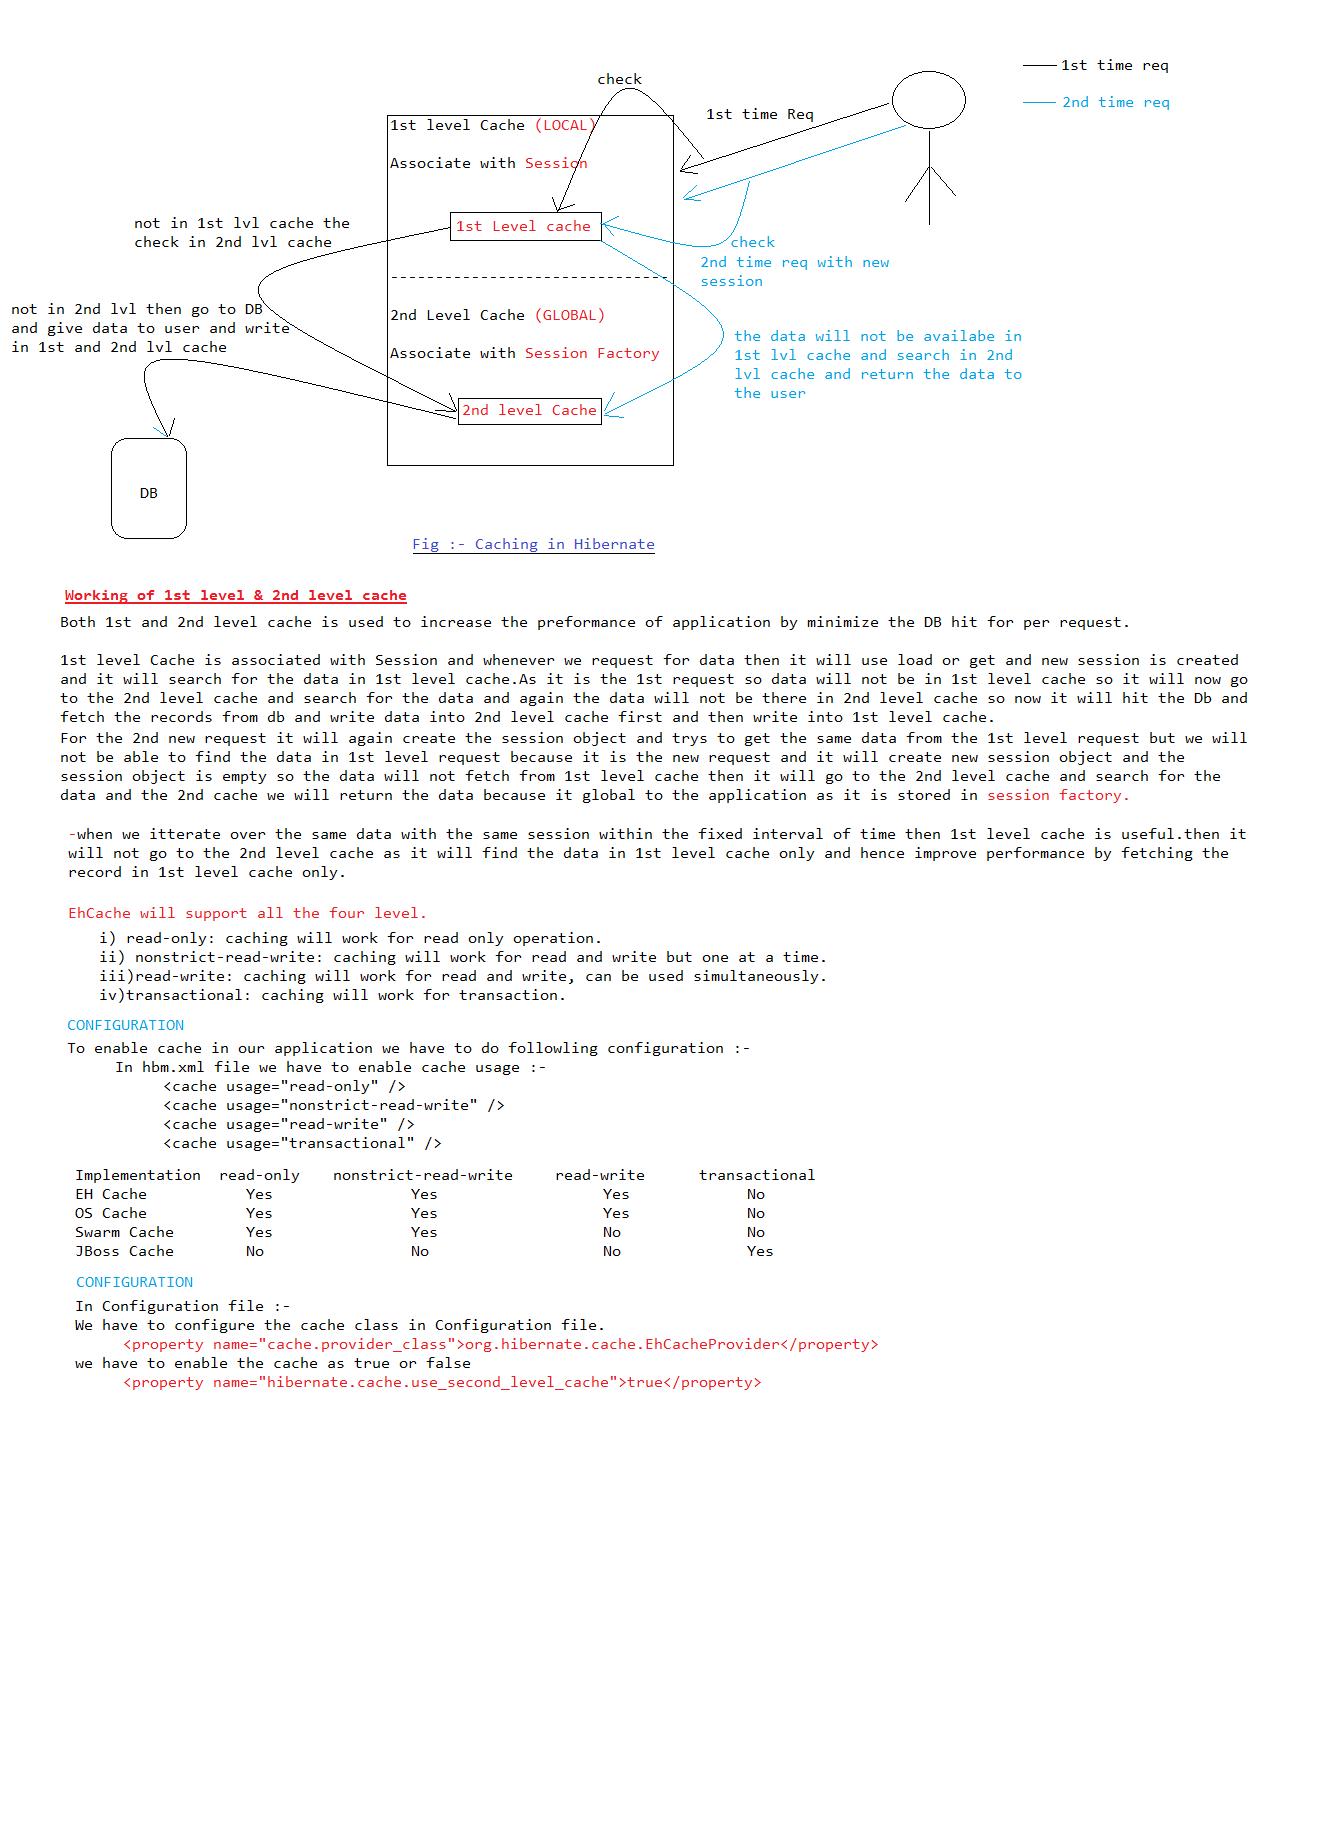 1st time req
2nd time req
check
1st time Req
1st level Cache (LOCAL)
Associate with Session
not in 1st lvl cache the
check in 2nd lvl cache
1st Level cache
check
2nd time req with new
session
--------------------------------
not in 2nd lvl then go to DB
and give data to user and write
in 1st and 2nd lvl cache
2nd Level Cache (GLOBAL)
Associate with Session Factory
the data will not be availabe in
1st lvl cache and search in 2nd
lvl cache and return the data to
the user
2nd level Cache
DB
Fig :- Caching in Hibernate
Working of 1st level & 2nd level cache
Both 1st and 2nd level cache is used to increase the preformance of application by minimize the DB hit for per request.
1st level Cache is associated with Session and whenever we request for data then it will use load or get and new session is created
and it will search for the data in 1st level cache.As it is the 1st request so data will not be in 1st level cache so it will now go
to the 2nd level cache and search for the data and again the data will not be there in 2nd level cache so now it will hit the Db and
fetch the records from db and write data into 2nd level cache first and then write into 1st level cache.
For the 2nd new request it will again create the session object and trys to get the same data from the 1st level request but we will
not be able to find the data in 1st level request because it is the new request and it will create new session object and the
session object is empty so the data will not fetch from 1st level cache then it will go to the 2nd level cache and search for the
data and the 2nd cache we will return the data because it global to the application as it is stored in session factory.
-when we itterate over the same data with the same session within the fixed interval of time then 1st level cache is useful.then it
will not go to the 2nd level cache as it will find the data in 1st level cache only and hence improve performance by fetching the
record in 1st level cache only.
EhCache will support all the four level.
i) read-only: caching will work for read only operation.
ii) nonstrict-read-write: caching will work for read and write but one at a time.
iii)read-write: caching will work for read and write, can be used simultaneously.
iv)transactional: caching will work for transaction.
CONFIGURATION
To enable cache in our application we have to do followling configuration :-
In hbm.xml file we have to enable cache usage :-
<cache usage="read-only" />
<cache usage="nonstrict-read-write" />
<cache usage="read-write" />
<cache usage="transactional" />
Implementation read-only nonstrict-read-write read-write transactional
EH Cache Yes Yes Yes No
OS Cache Yes Yes Yes No
Swarm Cache Yes Yes No No
JBoss Cache No No No Yes
CONFIGURATION
In Configuration file :-
We have to configure the cache class in Configuration file.
<property name="cache.provider_class">org.hibernate.cache.EhCacheProvider</property>
we have to enable the cache as true or false
<property name="hibernate.cache.use_second_level_cache">true</property>